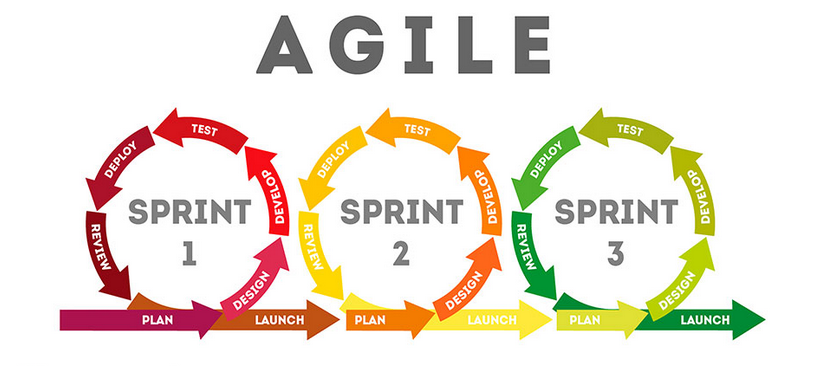 AGILE
SPRINT
1
PLAN
DESIGN
DEVELOP
TEST
DEPLOY
REVIEW
LAUNCH
SPRINT
2
PLAN
DESIGN
DEVELOP
TEST
DEPLOY
REVIEW
LAUNCH
SPRINT
3
PLAN
DESIGN
DEVELOP
TEST
DEPLOY
REVIEW
LAUNCH